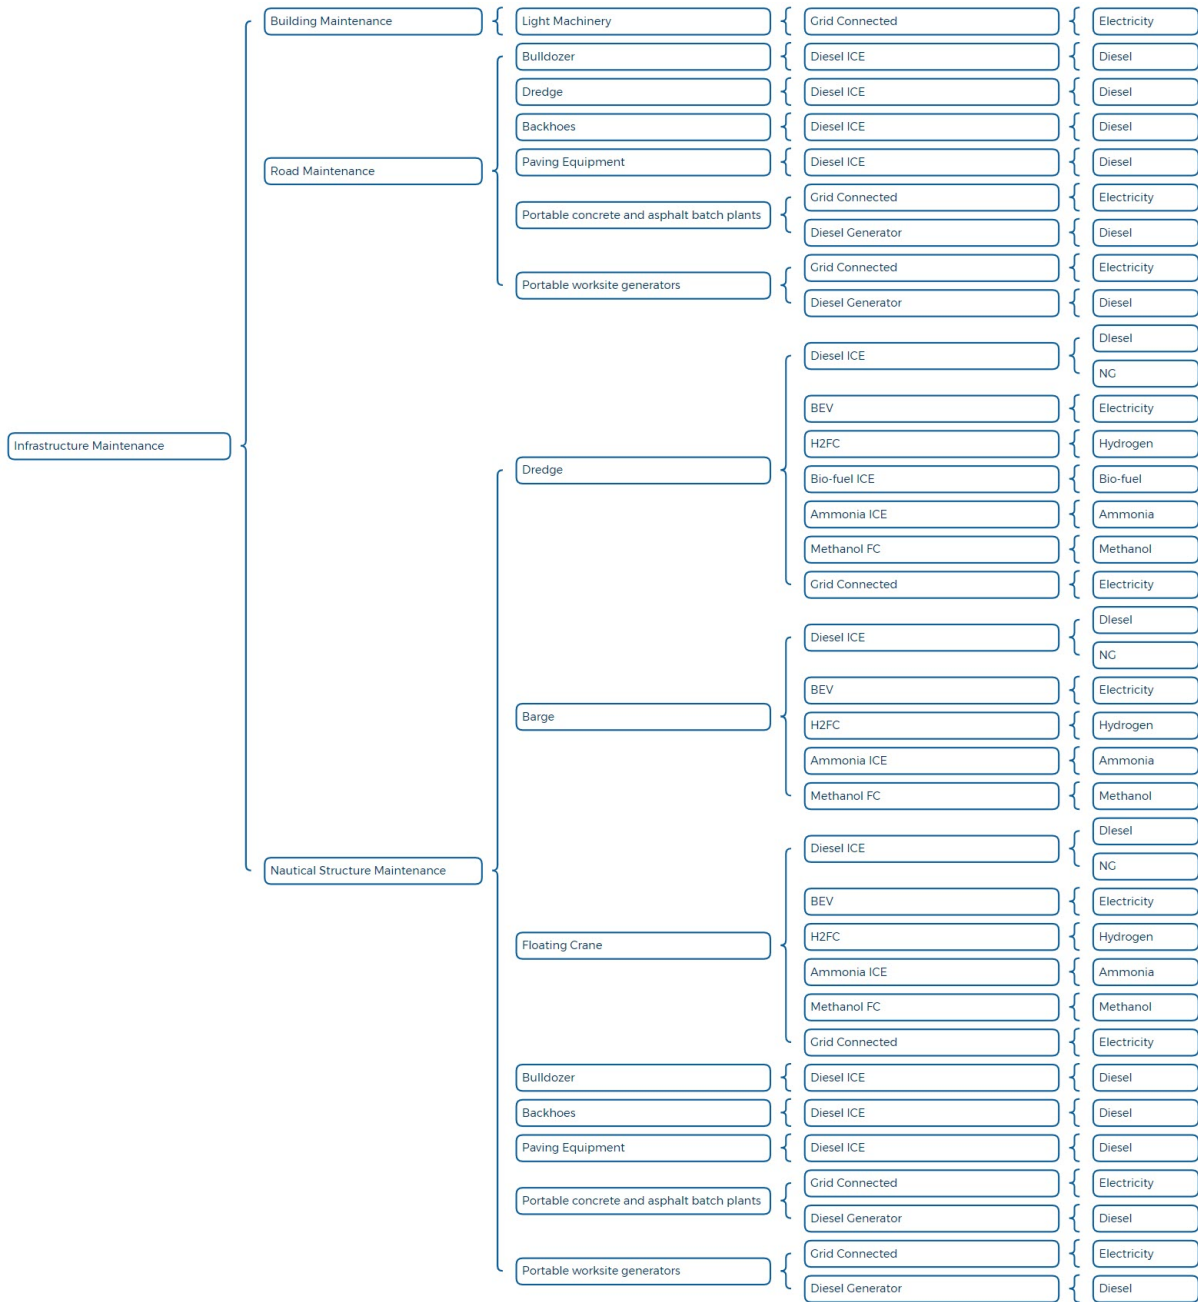 Building Maintenance Light Machinery Grid Connected Electricity
Bulldozer Diesel ICE Diesel
Dredge Diesel ICE Diesel
Backhoes Diesel ICE Diesel
Road Maintenance
Paving Equipment Diesel ICE Diesel
Grid Connected Electricity
Portable concrete and asphalt batch plants
Diesel Generator Diesel
Grid Connected Electricity
Portable worksite generators
Diesel Generator Diesel
Infrastructure Maintenance
Nautical Structure Maintenance
Dredge
Diesel ICE
DIesel
NG
BEV Electricity
H2FC Hydrogen
Bio-fuel ICE Bio-fuel
Ammonia ICE Ammonia
Methanol FC Methanol
Grid Connected Electricity
Barge
Diesel ICE
DIesel
NG
BEV Electricity
H2FC Hydrogen
Ammonia ICE Ammonia
Methanol FC Methanol
Floating Crane
Diesel ICE
DIesel
NG
BEV Electricity
H2FC Hydrogen
Ammonia ICE Ammonia
Methanol FC Methanol
Grid Connected Electricity
Bulldozer Diesel ICE Diesel
Backhoes Diesel ICE Diesel
Paving Equipment Diesel ICE Diesel
Portable concrete and asphalt batch plants
Grid Connected Electricity
Diesel Generator Diesel
Portable worksite generators
Grid Connected Electricity
Diesel Generator Diesel